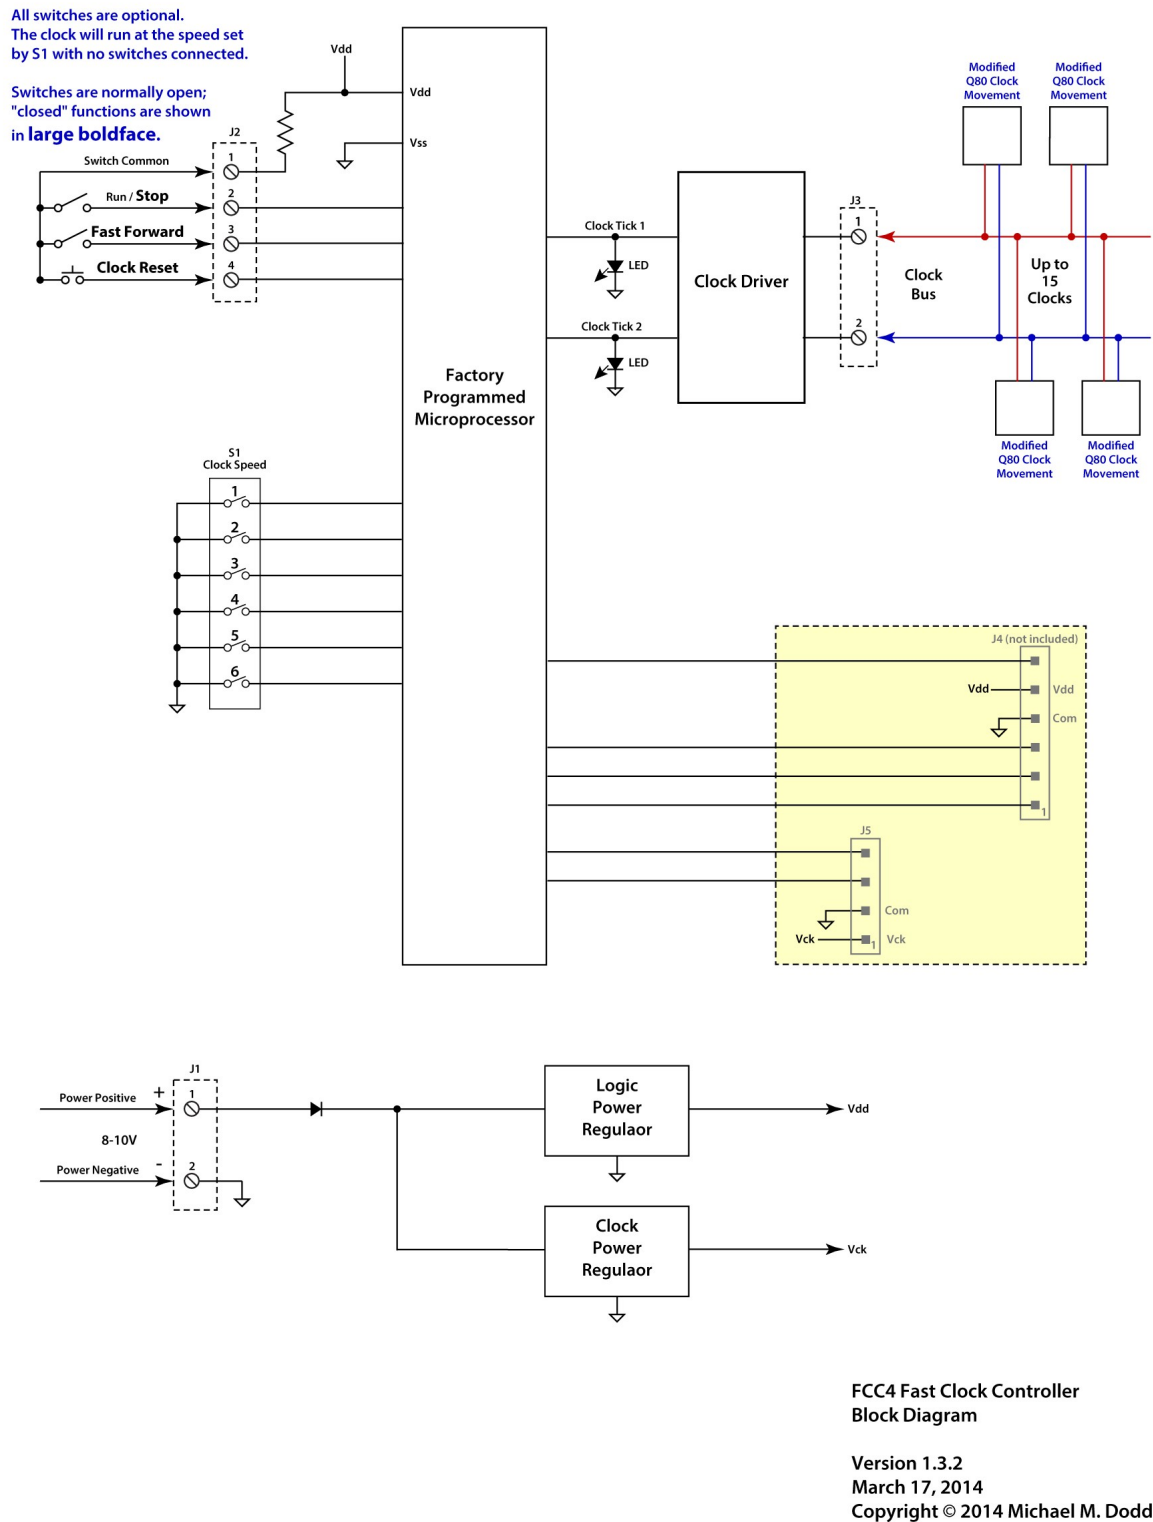 All switches are optional.
The clock will run at the speed set
by S1 with no switches connected.
Switches are normally open;
"closed" functions are shown
in large boldface.
Vdd
Vdd
Vss
J2
Switch Common
1
Run / Stop
2
Fast Forward
3
Clock Reset
4
Factory
Programmed
Microprocessor
Clock Tick 1
LED
Clock Tick 2
LED
Clock Driver
J3
1
2
Clock
Bus
Up to
15
Clocks
Modified
Q80 Clock
Movement
Modified
Q80 Clock
Movement
Modified
Q80 Clock
Movement
Modified
Q80 Clock
Movement
S1
Clock Speed
1
2
3
4
5
6
J4 (not included)
Vdd
Vdd
Com
1
J5
Com
Vck
1
Vck
J1
Power Positive
+
1
8-10V
Power Negative
-
2
Logic
Power
Regulaor
Vdd
Clock
Power
Regulaor
Vck
FCC4 Fast Clock Controller
Block Diagram
Version 1.3.2
March 17, 2014
Copyright © 2014 Michael M. Dodd